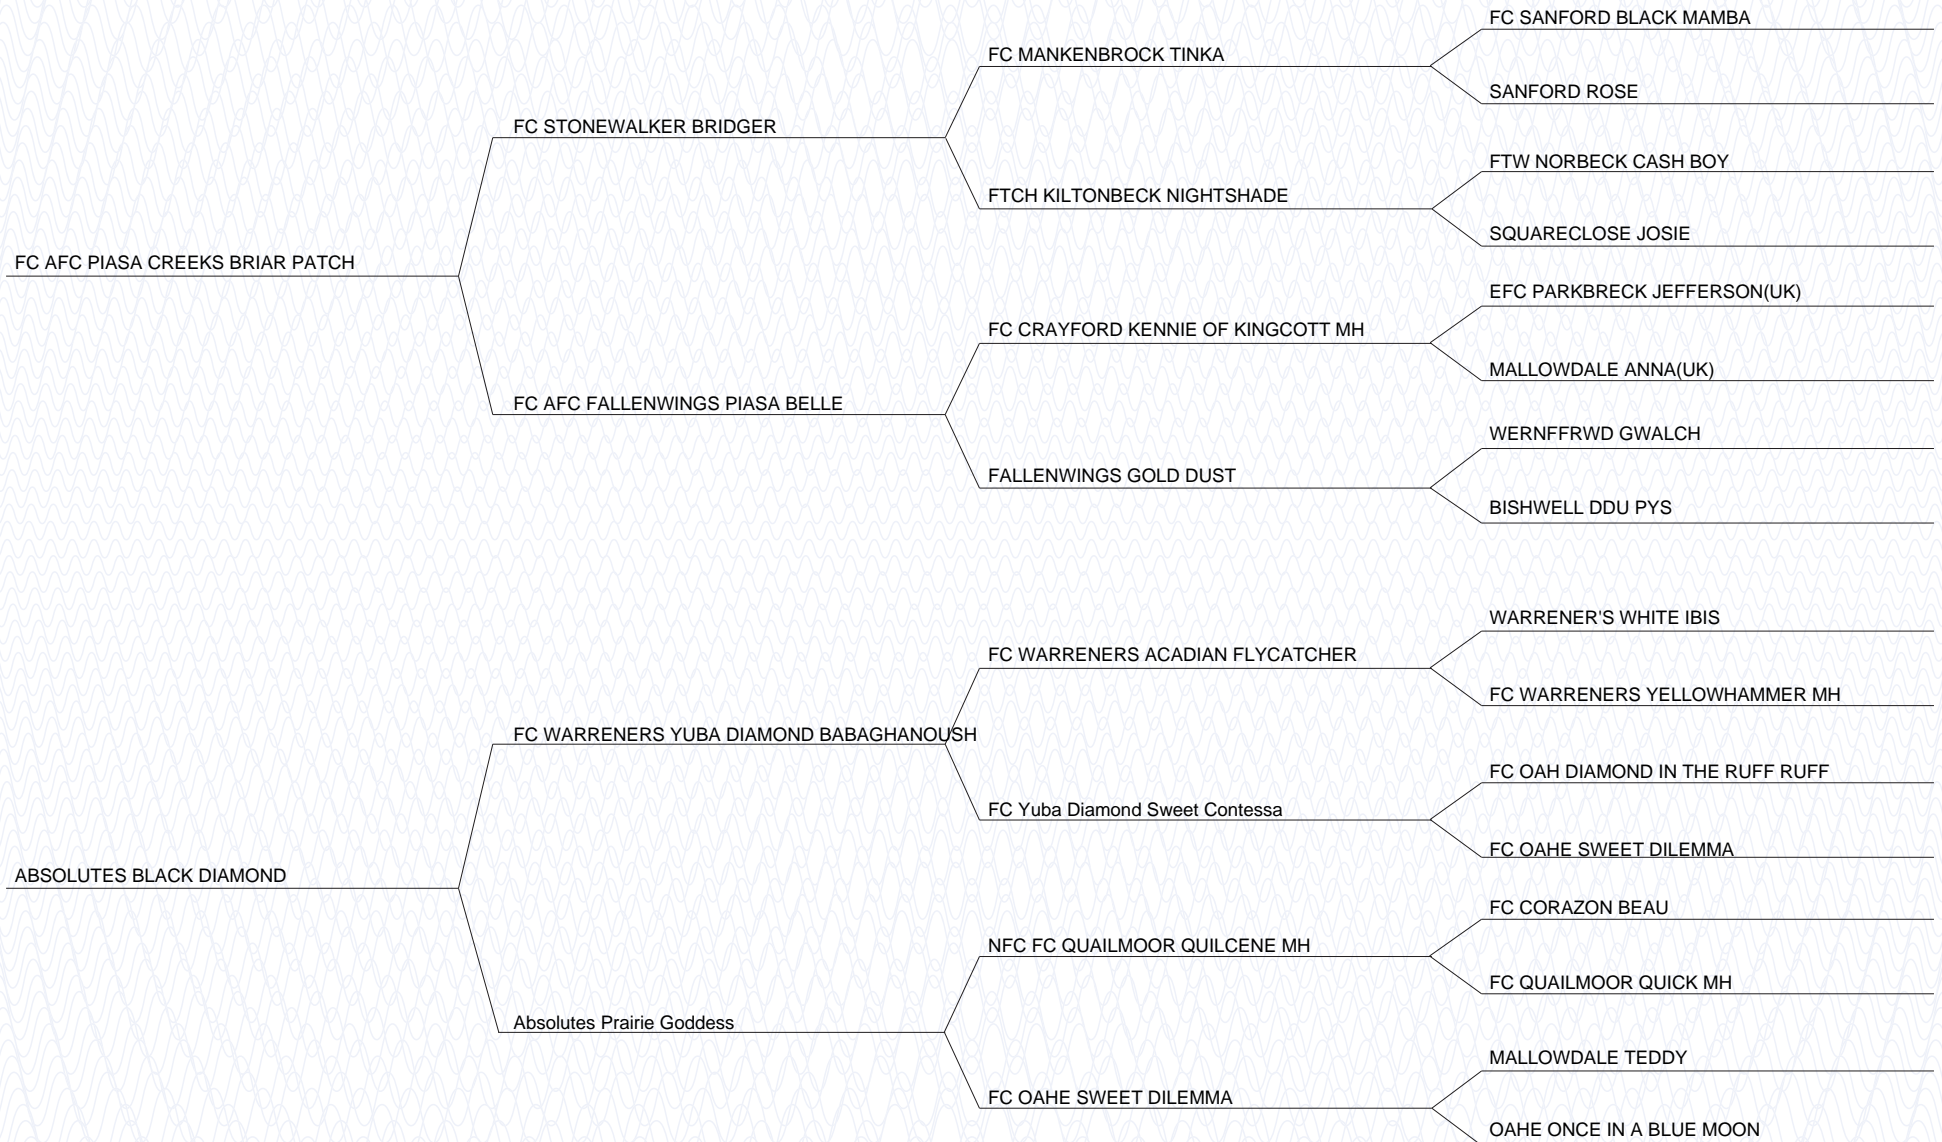 FC SANFORD BLACK MAMBA
FC MANKENBROCK TINKA
SANFORD ROSE
FC STONEWALKER BRIDGER
FTW NORBECK CASH BOY
FTCH KILTONBECK NIGHTSHADE
SQUARECLOSE JOSIE
FC AFC PIASA CREEKS BRIAR PATCH
EFC PARKBRECK JEFFERSON(UK)
FC CRAYFORD KENNIE OF KINGCOTT MH
MALLOWDALE ANNA(UK)
FC AFC FALLENWINGS PIASA BELLE
WERNFFRWD GWALCH
FALLENWINGS GOLD DUST
BISHWELL DDU PYS
WARRENER'S WHITE IBIS
FC WARRENERS ACADIAN FLYCATCHER
FC WARRENERS YELLOWHAMMER MH
FC WARRENERS YUBA DIAMOND BABAGHANOUSH
FC OAH DIAMOND IN THE RUFF RUFF
FC Yuba Diamond Sweet Contessa
FC OAHE SWEET DILEMMA
ABSOLUTES BLACK DIAMOND
FC CORAZON BEAU
NFC FC QUAILMOOR QUILCENE MH
FC QUAILMOOR QUICK MH
Absolutes Prairie Goddess
MALLOWDALE TEDDY
FC OAHE SWEET DILEMMA
OAHE ONCE IN A BLUE MOON